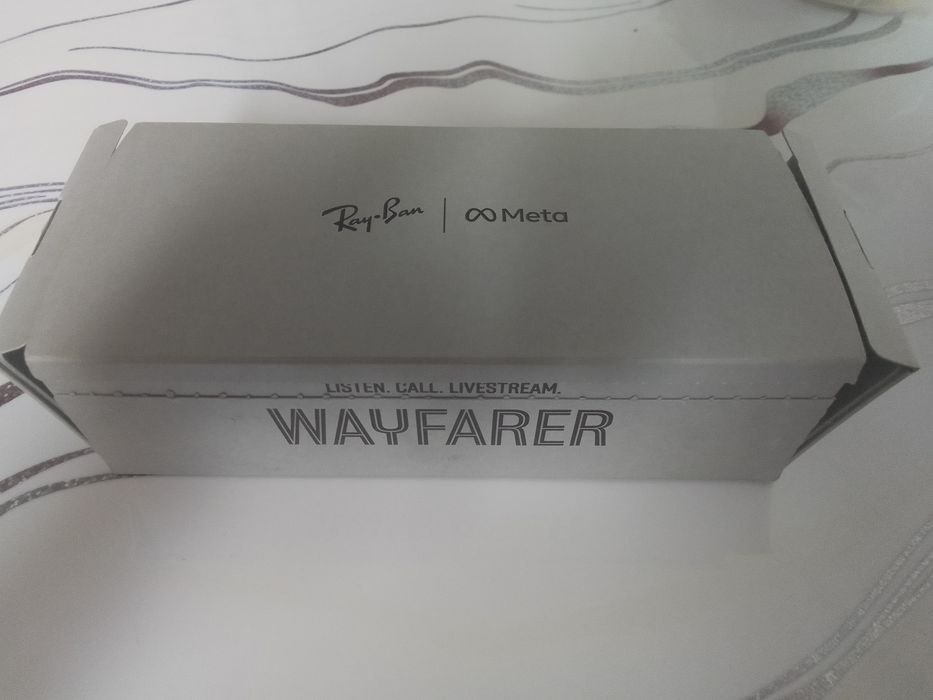 Ray-Ban | Meta
LISTEN. CALL. LIVESTREAM.
WAYFARER